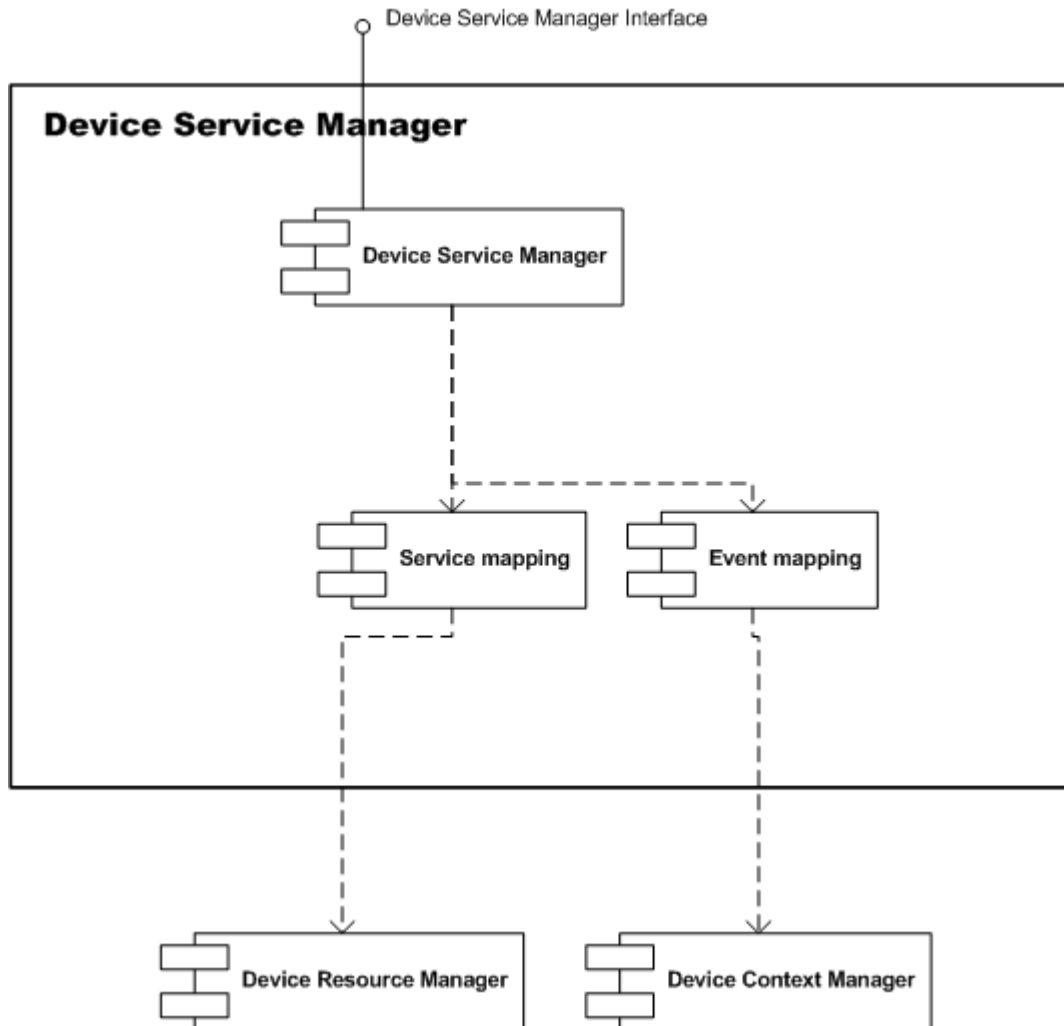 Device Service Manager Interface
Device Service Manager
Device Service Manager
Service mapping
Event mapping
Device Resource Manager
Device Context Manager